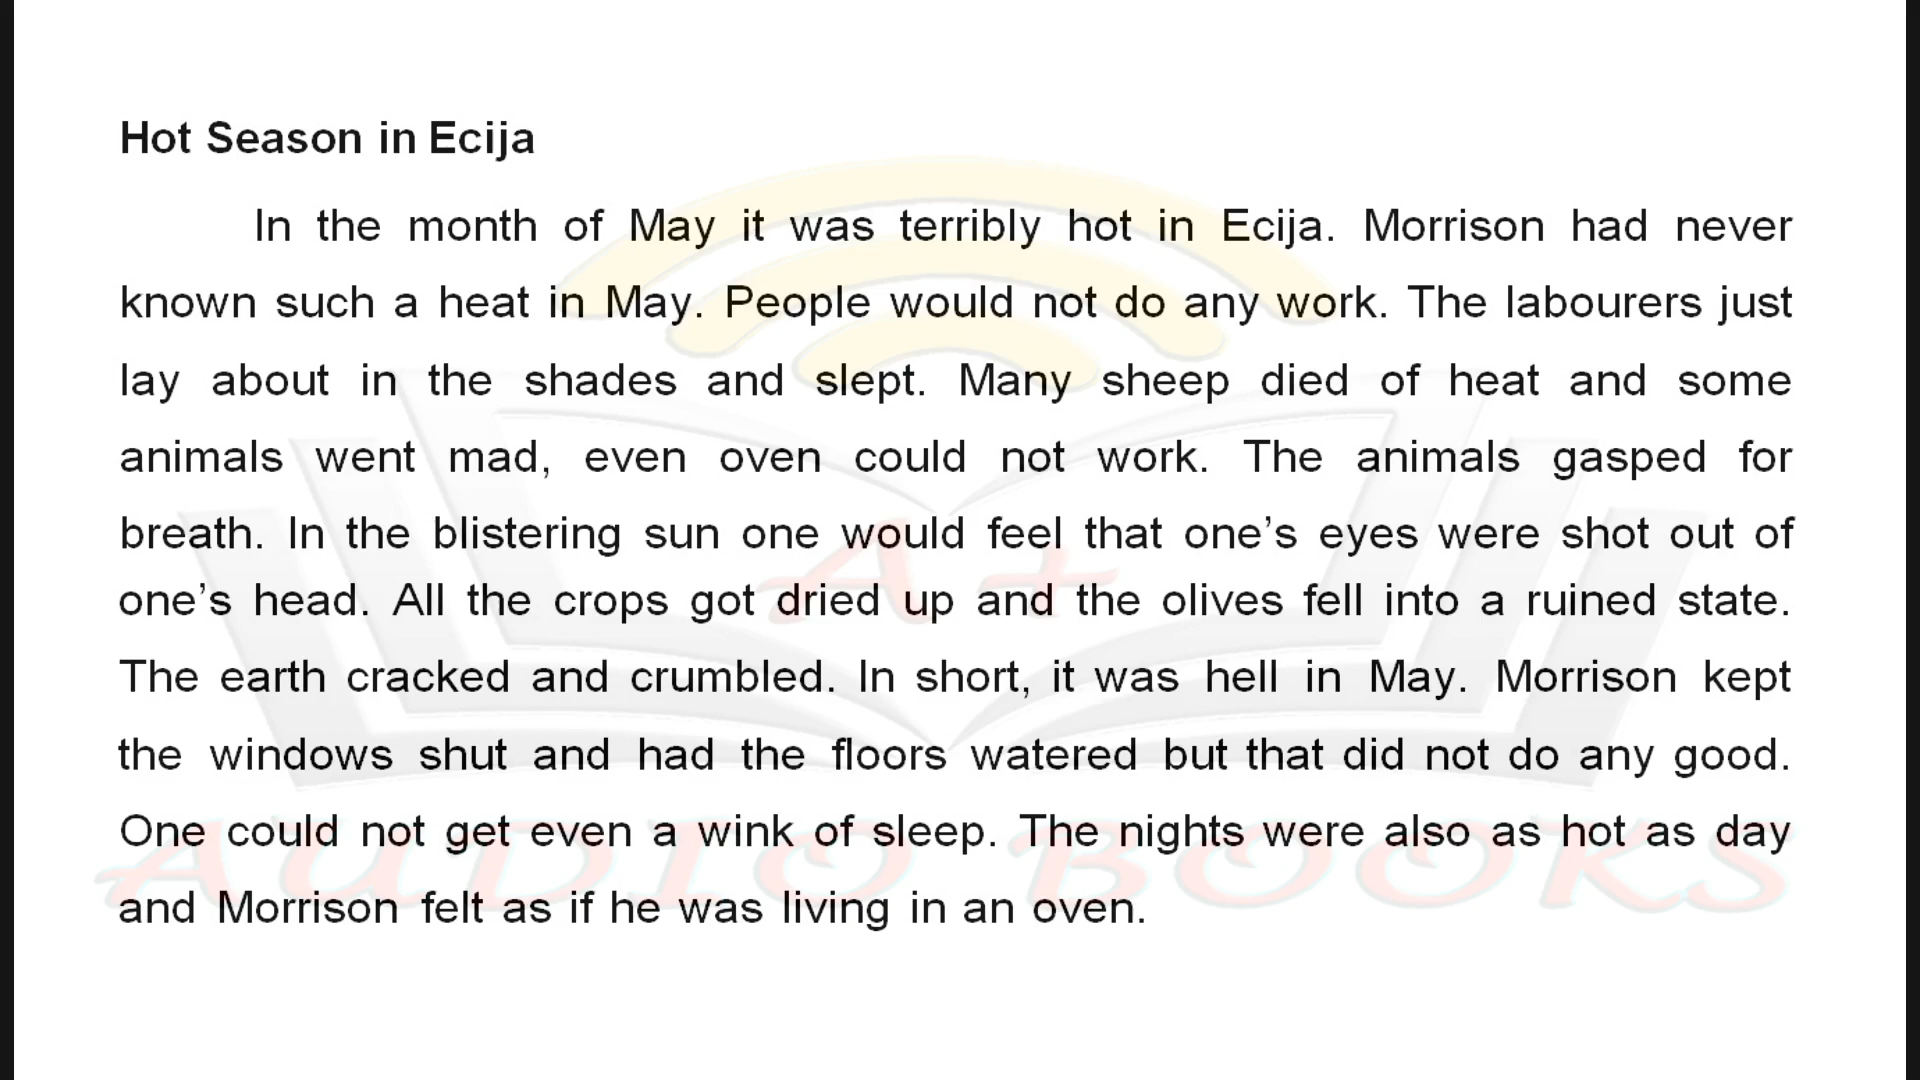 Hot Season in Ecija
In the month of May it was terribly hot in Ecija. Morrison had never
known such a heat in May. People would not do any work. The labourers just
lay about in the shades and slept. Many sheep died of heat and some
animals went mad, even oven could not work. The animals gasped for
breath. In the blistering sun one would feel that one’s eyes were shot out of
one’s head. All the crops got dried up and the olives fell into a ruined state.
The earth cracked and crumbled. In short, it was hell in May. Morrison kept
the windows shut and had the floors watered but that did not do any good.
One could not get even a wink of sleep. The nights were also as hot as day
and Morrison felt as if he was living in an oven.
A+
AUDIO BOOKS